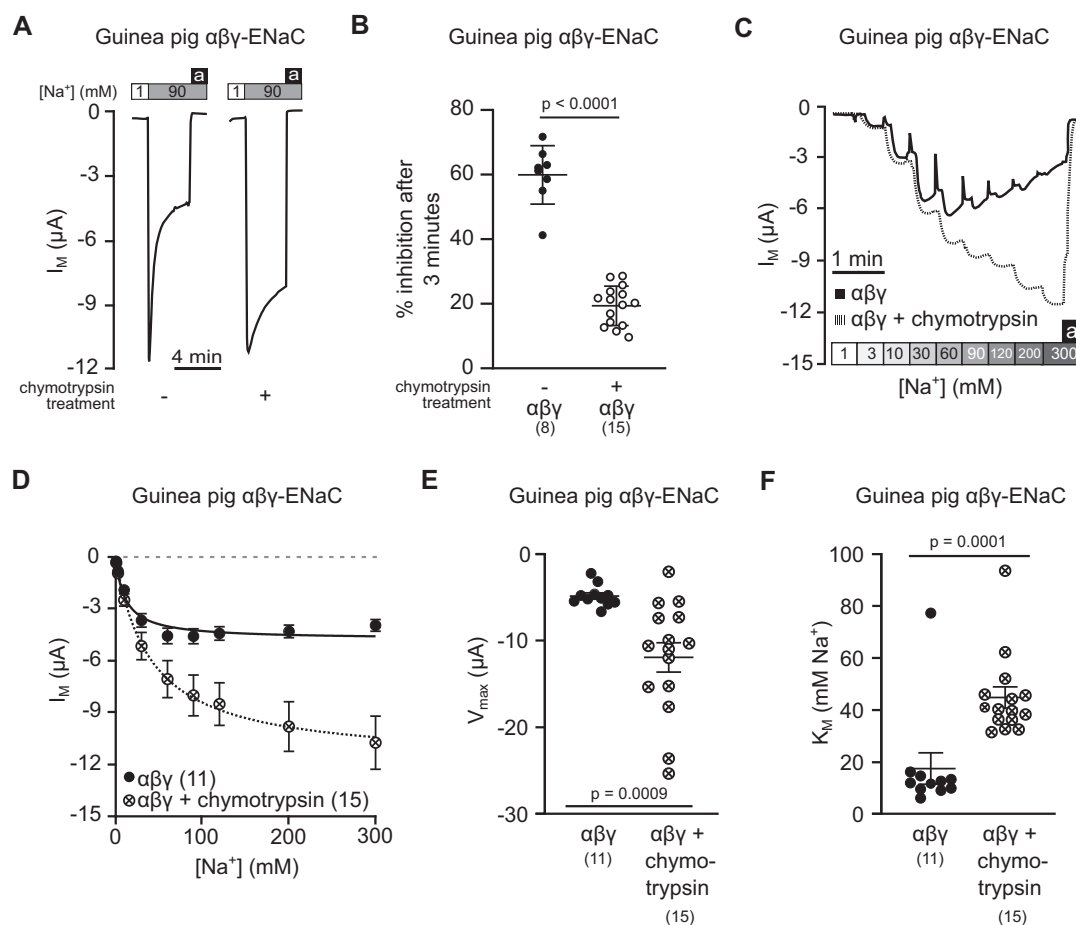 A
Guinea pig αβγ-ENaC
a
a
[Na⁺] (mM)
1
90
1
90
0
-3
-6
-9
-12
I_M (µA)
4 min
chymotrypsin
treatment
-
+
B
Guinea pig αβγ-ENaC
p < 0.0001
80
60
40
20
0
% inhibition after
3 minutes
chymotrypsin
treatment
-
+
αβγ
αβγ
(8)
(15)
C
Guinea pig αβγ-ENaC
0
-3
-6
-9
-12
-15
I_M (µA)
1 min
αβγ
αβγ + chymotrypsin
a
1
3
10
30
60
90
120
200
300
[Na⁺] (mM)
D
Guinea pig αβγ-ENaC
0
-3
-6
-9
-12
-15
I_M (µA)
αβγ (11)
αβγ + chymotrypsin (15)
0
100
200
300
[Na⁺] (mM)
E
Guinea pig αβγ-ENaC
-0
-10
-20
-30
V_max (µA)
p = 0.0009
αβγ
(11)
αβγ +
chymo-
trypsin
(15)
F
Guinea pig αβγ-ENaC
p = 0.0001
100
80
60
40
20
0
K_M (mM Na⁺)
αβγ
(11)
αβγ +
chymo-
trypsin
(15)